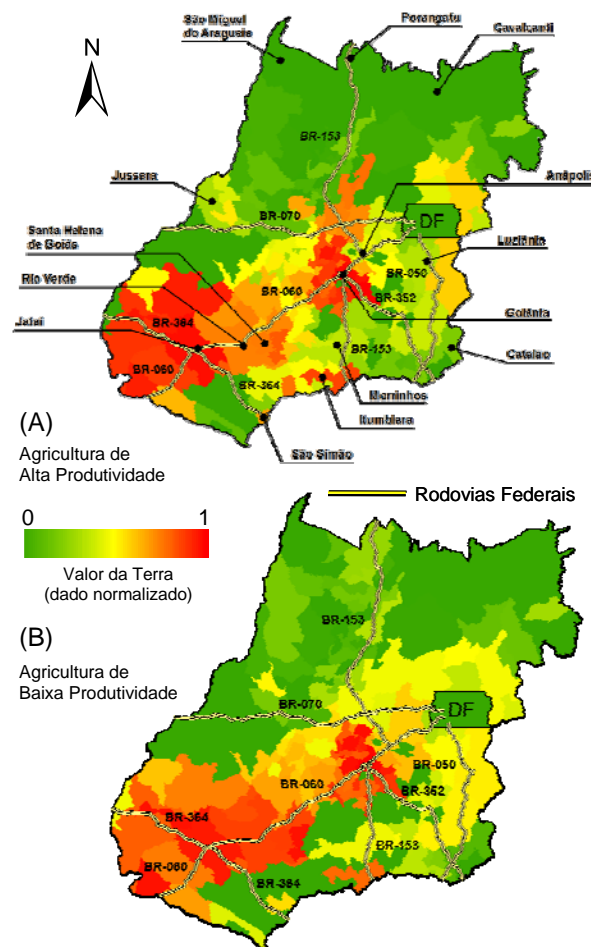 São Miguel
do Araguaia
Porangatu
Cavalcanti
N
BR-153
Jussara
Anápolis
BR-070
DF
Santa Helena
de Goiás
Luziânia
BR-050
Rio Verde
BR-060
BR-352
Jataí
BR-364
Goiânia
BR-153
BR-060
BR-364
Catalão
Morrinhos
Itumbiara
São Simão
(A)
Agricultura de
Alta Produtividade
Rodovias Federais
0 1
Valor da Terra
(dado normalizado)
(B)
Agricultura de
Baixa Produtividade
BR-153
BR-070
DF
BR-050
BR-060
BR-352
BR-364
BR-153
BR-060
BR-364